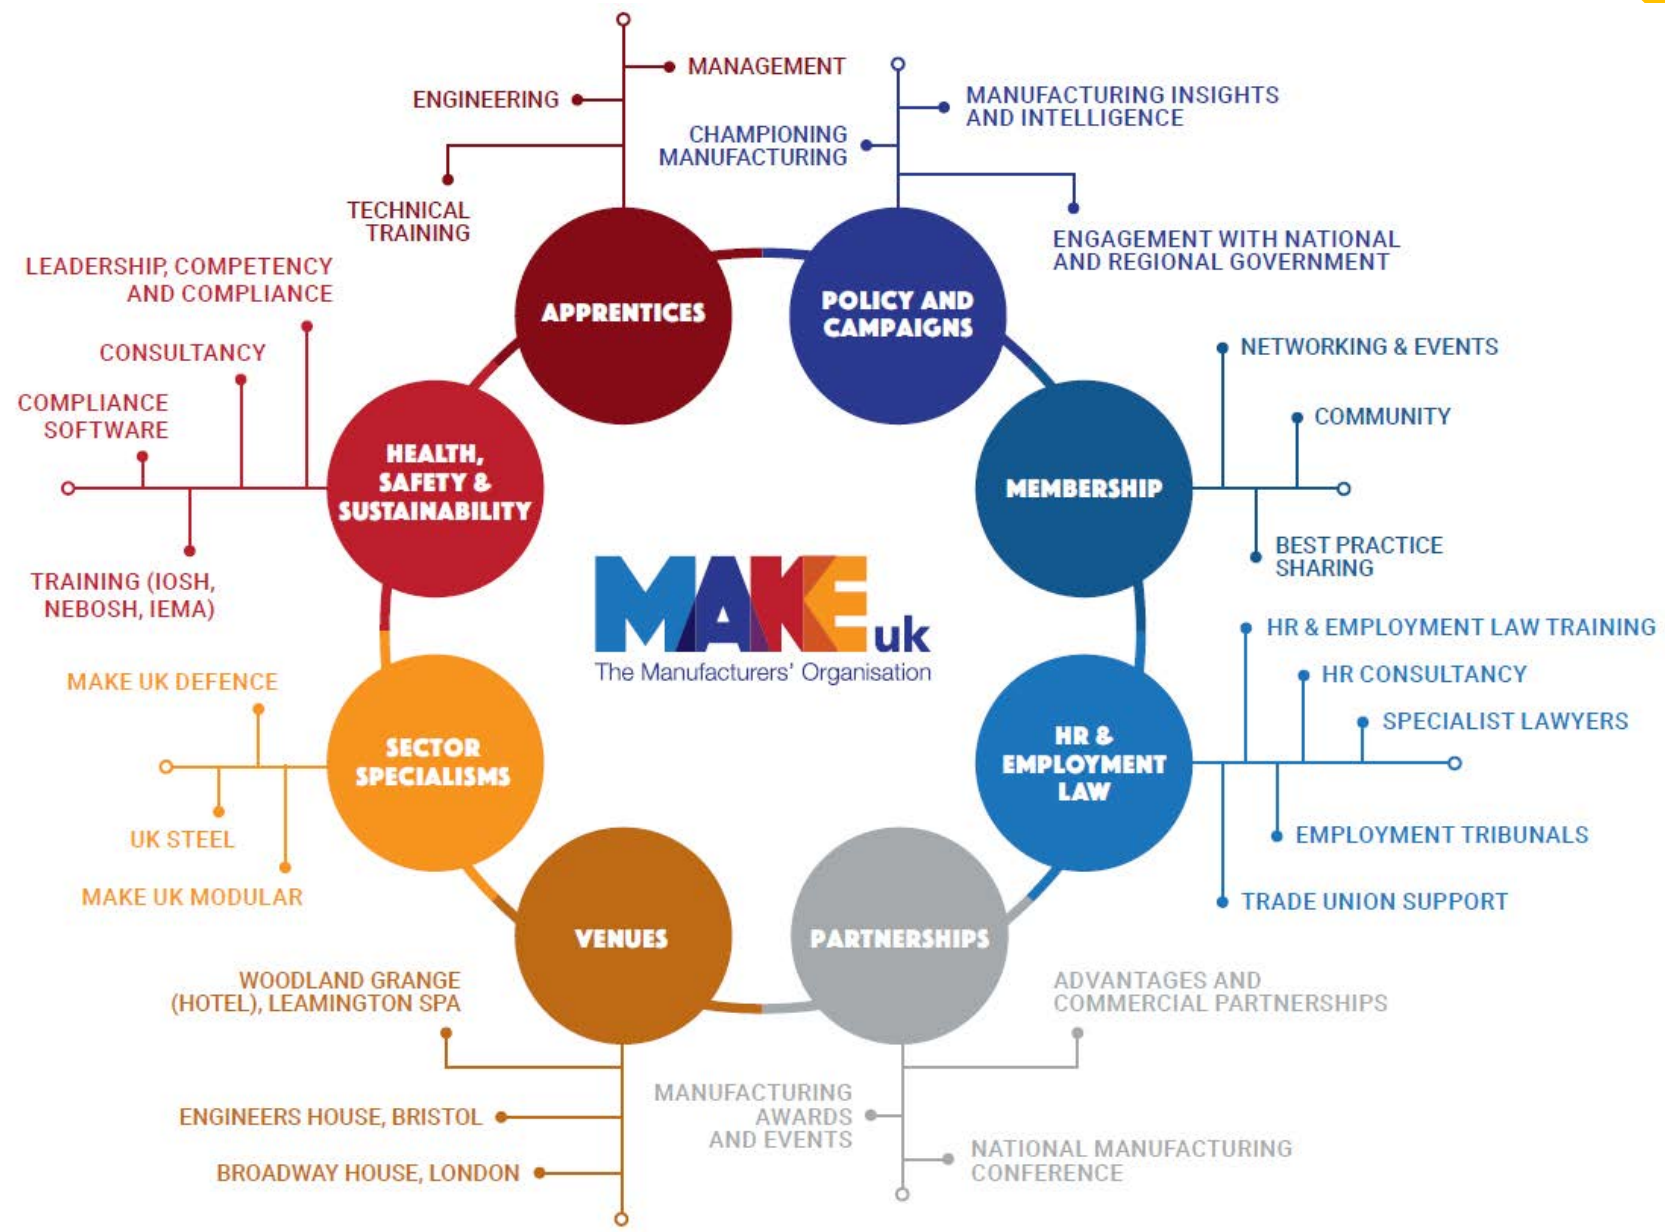 MANAGEMENT
ENGINEERING
TECHNICAL
TRAINING
APPRENTICES
CHAMPIONING
MANUFACTURING
MANUFACTURING INSIGHTS
AND INTELLIGENCE
ENGAGEMENT WITH NATIONAL
AND REGIONAL GOVERNMENT
POLICY AND
CAMPAIGNS
NETWORKING & EVENTS
COMMUNITY
BEST PRACTICE
SHARING
MEMBERSHIP
HR & EMPLOYMENT LAW TRAINING
HR CONSULTANCY
SPECIALIST LAWYERS
EMPLOYMENT TRIBUNALS
TRADE UNION SUPPORT
HR &
EMPLOYMENT
LAW
PARTNERSHIPS
ADVANTAGES AND
COMMERCIAL PARTNERSHIPS
MANUFACTURING
AWARDS
AND EVENTS
NATIONAL MANUFACTURING
CONFERENCE
VENUES
WOODLAND GRANGE
(HOTEL), LEAMINGTON SPA
ENGINEERS HOUSE, BRISTOL
BROADWAY HOUSE, LONDON
SECTOR
SPECIALISMS
MAKE UK DEFENCE
UK STEEL
MAKE UK MODULAR
HEALTH,
SAFETY &
SUSTAINABILITY
LEADERSHIP, COMPETENCY
AND COMPLIANCE
CONSULTANCY
COMPLIANCE
SOFTWARE
TRAINING (IOSH,
NEBOSH, IEMA)
MAKE uk
The Manufacturers' Organisation